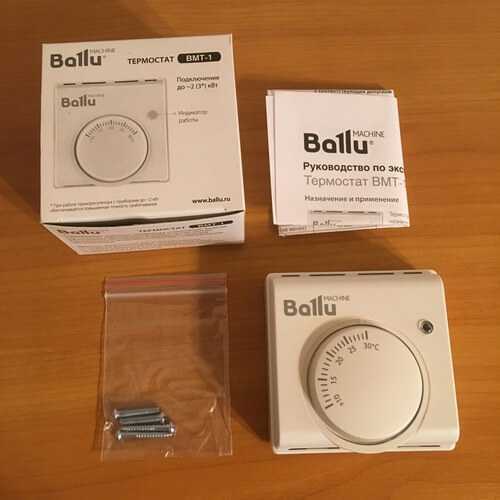 Ballu MACHINE
ТЕРМОСТАТ BMT-1
Подключение
до ~2 (3*) кВт
Ballu MACHINE
Индикатор
работы
www.ballu.ru
ТЕРМОСТАТ BMT-1
Ballu MACHINE
Руководство по экс
Термостат BMT-1
Назначение и применение
Ballu MACHINE
+10 15 20 25 30°C